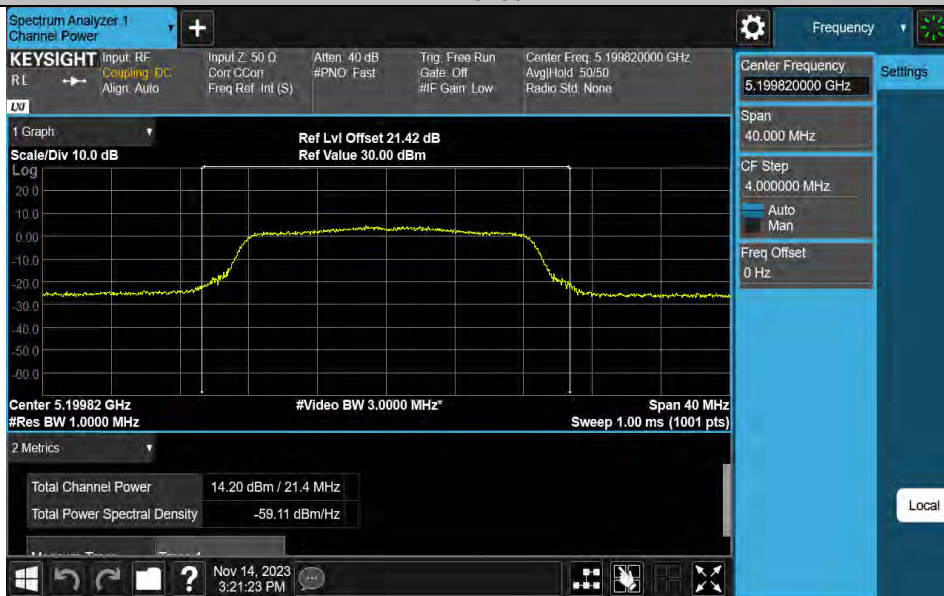 Spectrum Analyzer 1
Channel Power
+
Frequency
KEYSIGHT
RL
LXI
Input: RF
Coupling: DC
Align: Auto
Input Z: 50 Ω
Corr CCorr
Freq Ref: Int (S)
Atten: 40 dB
#PNO: Fast
Trig: Free Run
Gate: Off
#IF Gain: Low
Center Freq: 5.199820000 GHz
Avg|Hold: 50/50
Radio Std: None
Center Frequency
5.199820000 GHz
Settings
Span
40.000 MHz
CF Step
4.000000 MHz
Auto
Man
Freq Offset
0 Hz
Local
1 Graph
Scale/Div 10.0 dB
Ref Lvl Offset 21.42 dB
Ref Value 30.00 dBm
Log
20.0
10.0
0.00
-10.0
-20.0
-30.0
-40.0
-50.0
-60.0
Center 5.19982 GHz
#Video BW 3.0000 MHz*
Span 40 MHz
#Res BW 1.0000 MHz
Sweep 1.00 ms (1001 pts)
2 Metrics
Total Channel Power 14.20 dBm / 21.4 MHz
Total Power Spectral Density -59.11 dBm/Hz
?
Nov 14, 2023
3:21:23 PM